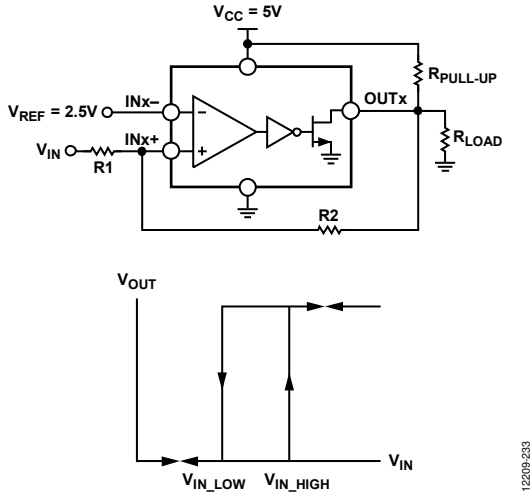 VCC = 5V
RPULL-UP
OUTx
INx–
VREF = 2.5V
INx+
VIN
R1
RLOAD
–
+
R2
VOUT
VIN
VIN_LOW
VIN_HIGH
12209-233